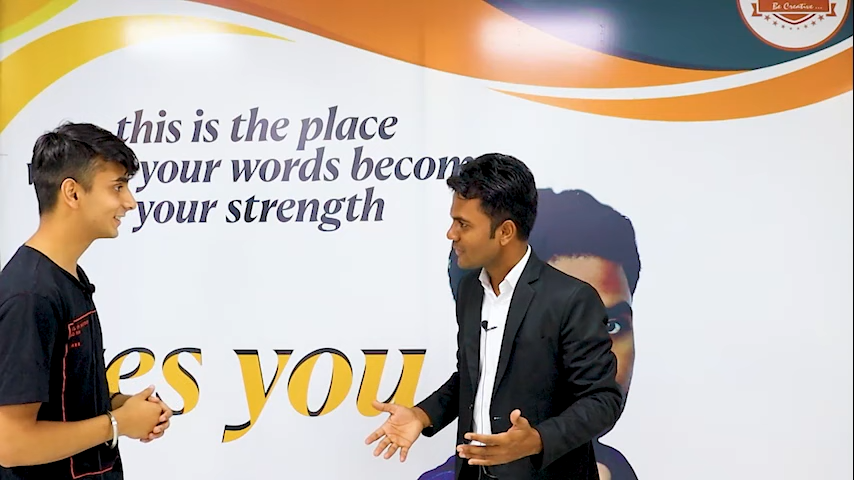 Be Creative ...
this is the place
your words becom
your strength
es you